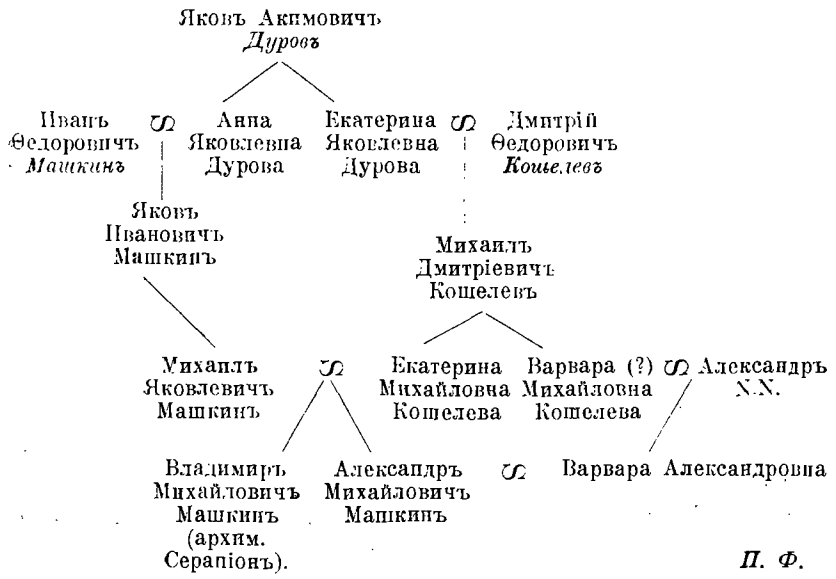 Яковъ Акимовичъ
Дуровъ
Иванъ ᔕ Анна Екатерина ᔕ Дмитрій
Ѳедоровичъ Яковлевна Яковлевна Ѳедоровичъ
Машкинъ Дурова Дурова Кошелевъ
Яковъ
Ивановичъ
Машкинъ
Михаилъ
Дмитріевичъ
Кошелевъ
Михаилъ ᔕ Екатерина Варвара (?) ᔕ Александръ
Яковлевичъ Михайловна Михайловна N.N.
Машкинъ Кошелева Кошелева
Владимиръ Александръ ᔕ Варвара Александровна
Михайловичъ Михайловичъ
Машкинъ Машкинъ
(архим.
Серапіонъ).
П. Ф.